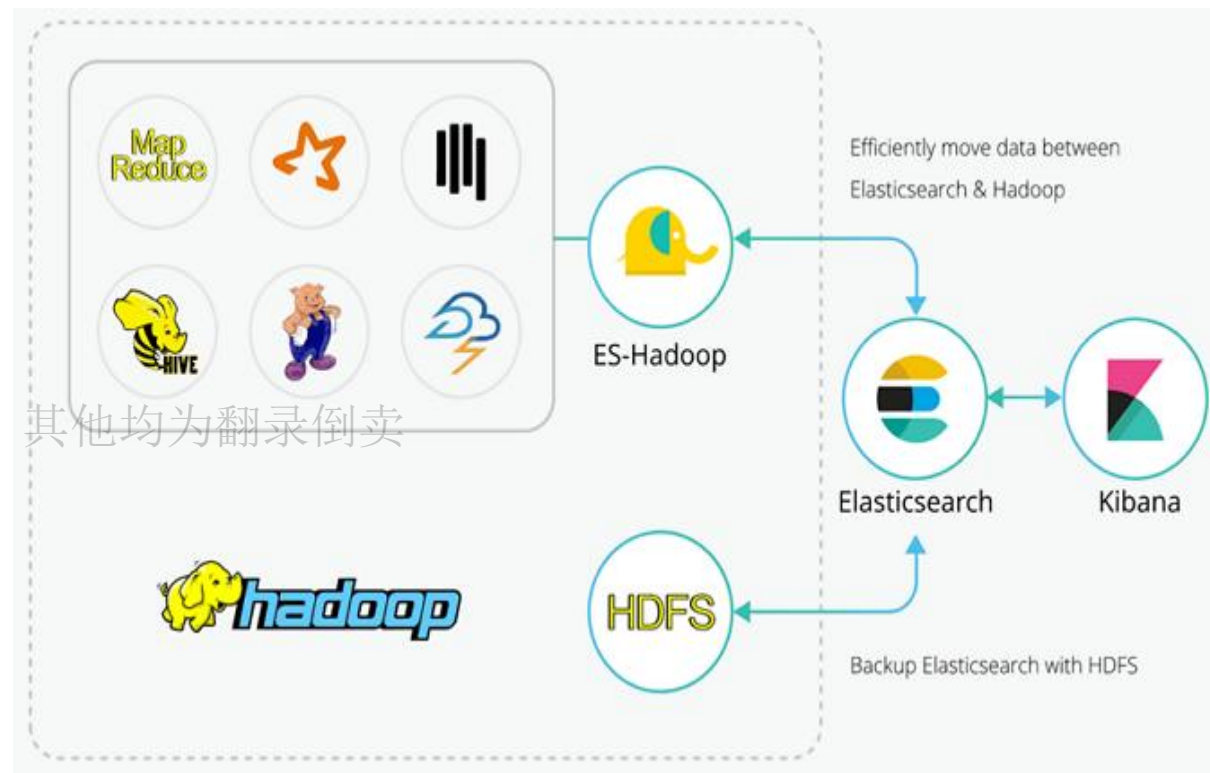 Map
Reduce
Efficiently move data between
Elasticsearch & Hadoop
HIVE
ES-Hadoop
其他均为翻录倒卖
Elasticsearch
Kibana
hadoop
HDFS
Backup Elasticsearch with HDFS